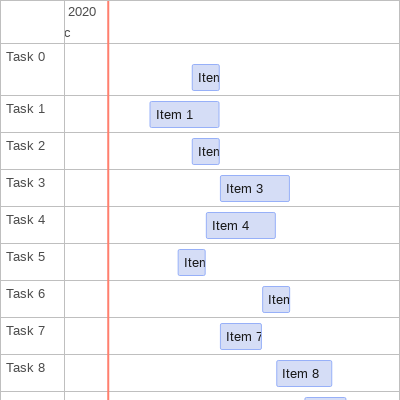 2020
c
Task 0
Iten
Task 1
Item 1
Task 2
Iten
Task 3
Item 3
Task 4
Item 4
Task 5
Iten
Task 6
Iten
Task 7
Item 7
Task 8
Item 8